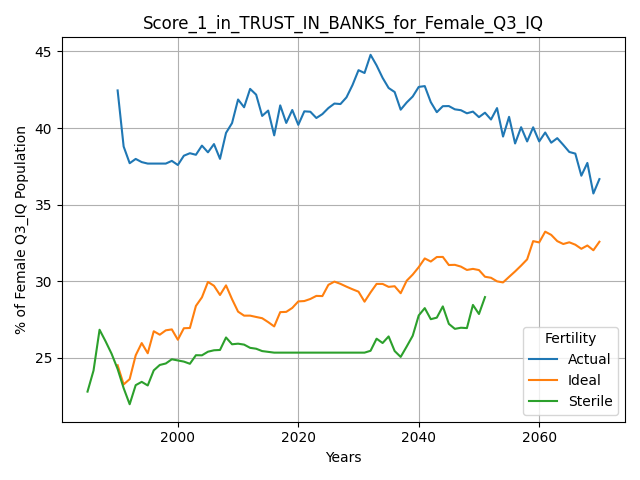 Score_1_in_TRUST_IN_BANKS_for_Female_Q3_IQ
% of Female Q3_IQ Population
45
40
35
30
25
2000
2020
2040
2060
Years
Fertility
Actual
Ideal
Sterile